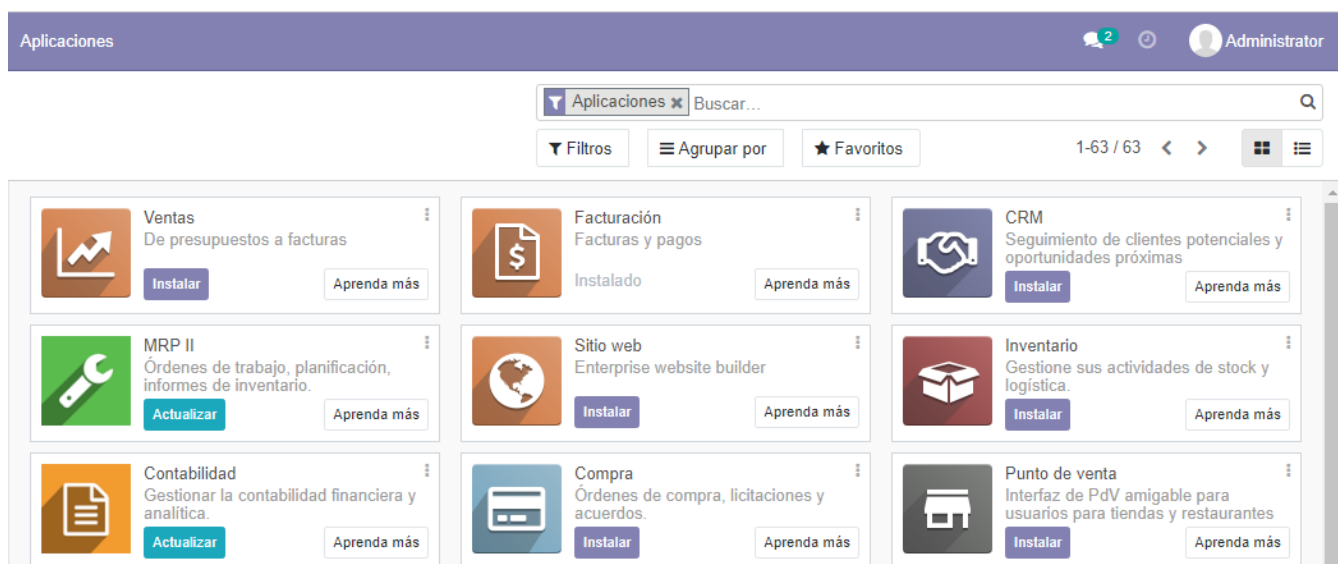 Aplicaciones
2
Administrator
Aplicaciones
Buscar...
Filtros
Agrupar por
Favoritos
1-63 / 63
Ventas
De presupuestos a facturas
Instalar
Aprenda más
Facturación
Facturas y pagos
$
Instalado
Aprenda más
CRM
Seguimiento de clientes potenciales y
oportunidades próximas
Instalar
Aprenda más
MRP II
Órdenes de trabajo, planificación,
informes de inventario.
Actualizar
Aprenda más
Sitio web
Enterprise website builder
Instalar
Aprenda más
Inventario
Gestione sus actividades de stock y
logística.
Instalar
Aprenda más
Contabilidad
Gestionar la contabilidad financiera y
analítica.
Actualizar
Aprenda más
Compra
Órdenes de compra, licitaciones y
acuerdos.
Instalar
Aprenda más
Punto de venta
Interfaz de PdV amigable para
usuarios para tiendas y restaurantes
Instalar
Aprenda más